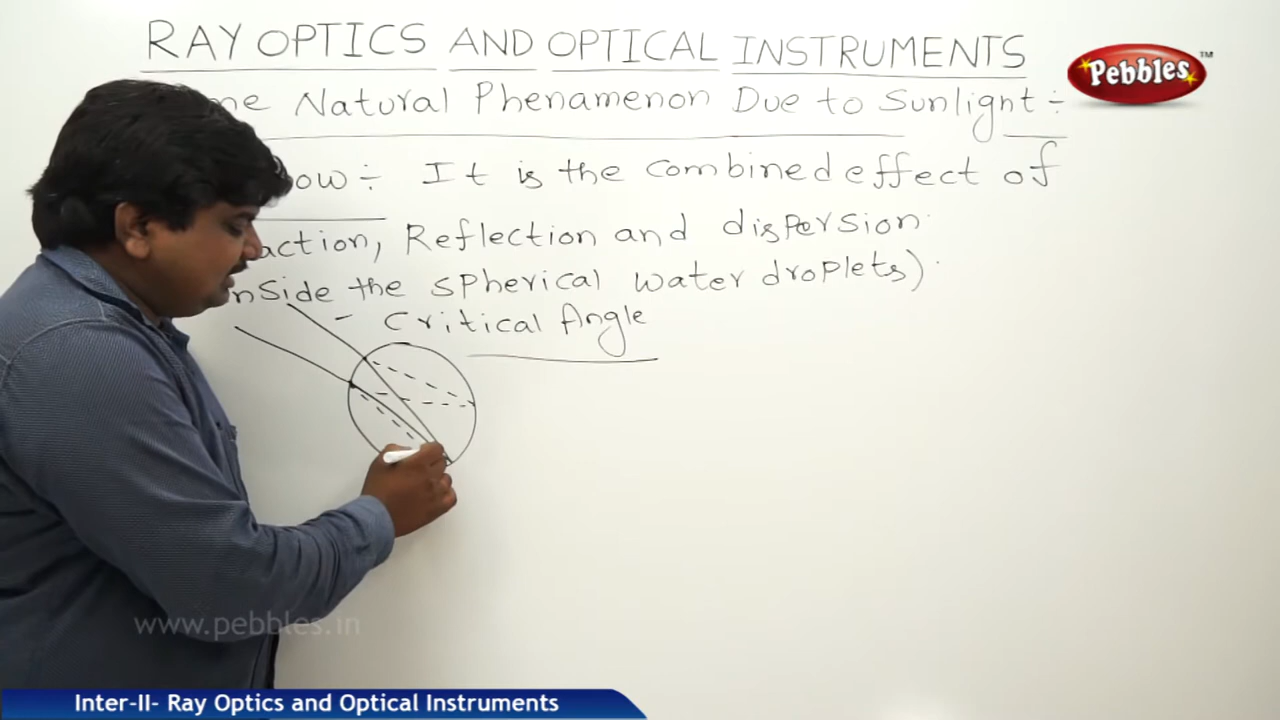 RAY OPTICS AND OPTICAL INSTRUMENTS
Pebbles TM
me Natural Phenamenon Due to Sunlight :-
ow :- It is the combined effect of
action, Reflection and dispersion
nside the spherical water droplets)
- Critical Angle
www.pebbles.in
Inter-II- Ray Optics and Optical Instruments